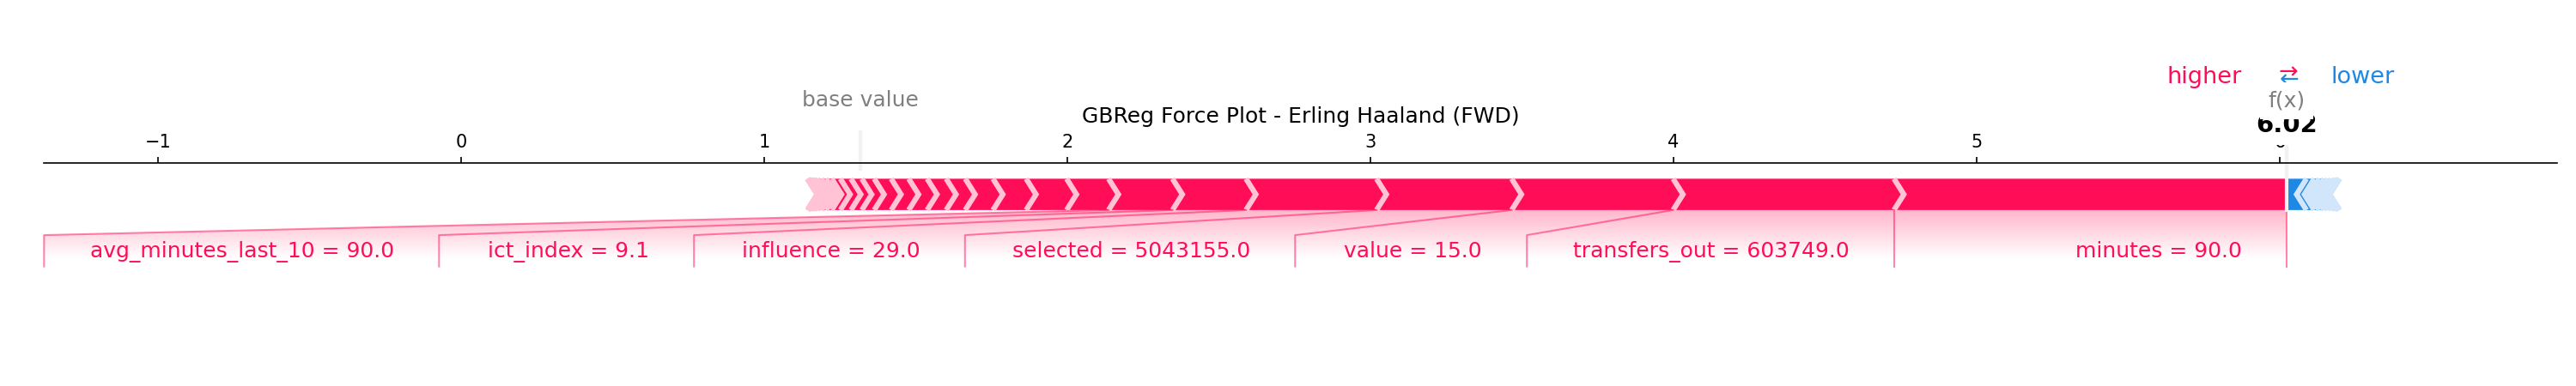 higher ⇄ lower
base value
f(x)
GBReg Force Plot - Erling Haaland (FWD)
6.02
−1 0 1 2 3 4 5 6
avg_minutes_last_10 = 90.0 ict_index = 9.1 influence = 29.0 selected = 5043155.0 value = 15.0 transfers_out = 603749.0 minutes = 90.0